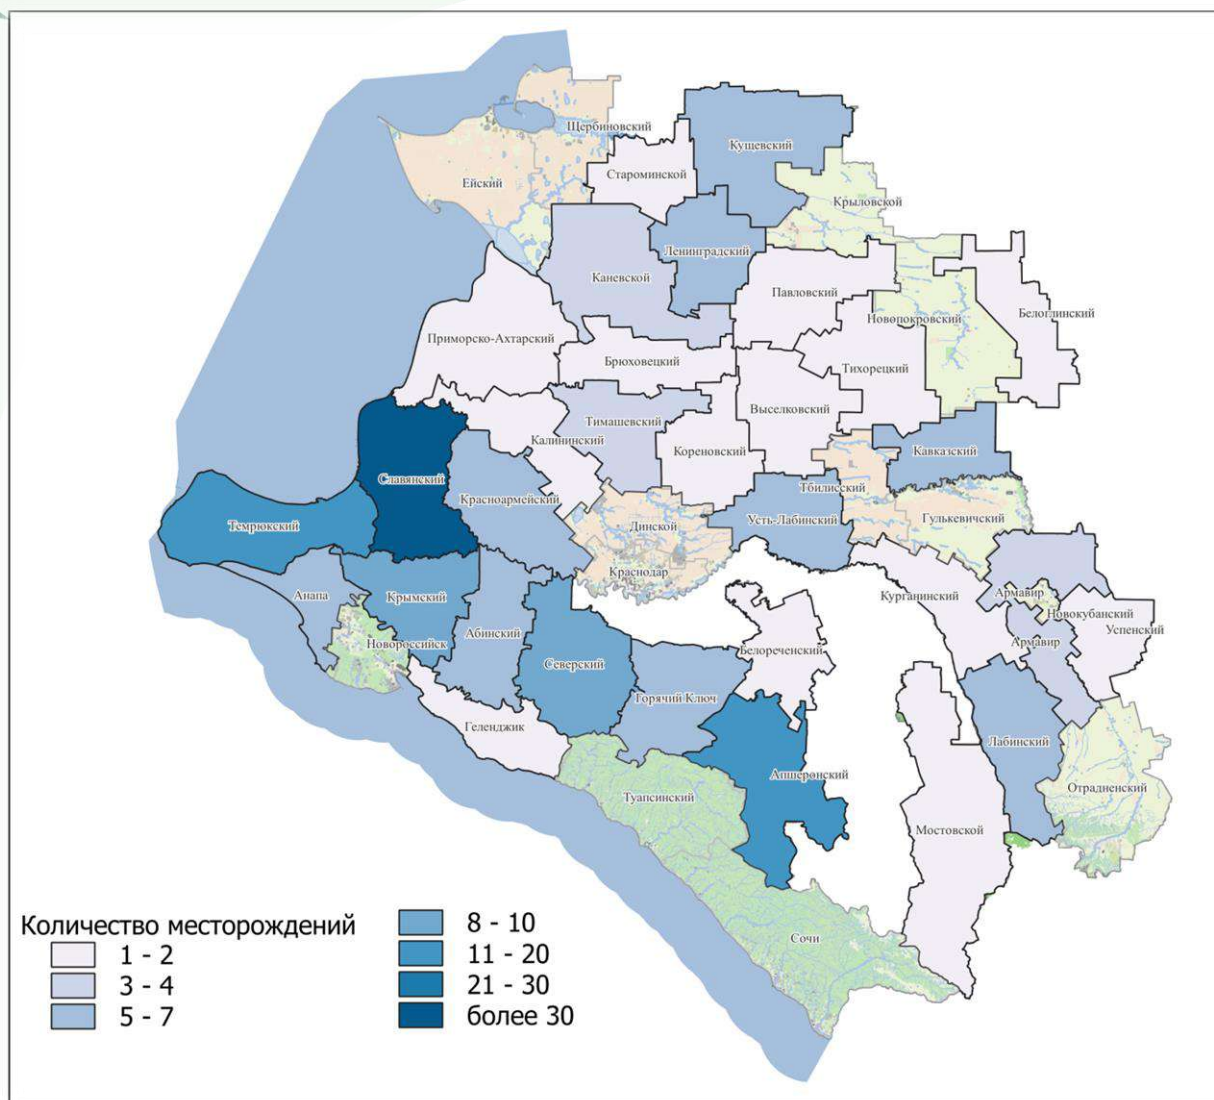 Щербиновский
Кущевский
Староминской
Ейский
Крыловской
Ленинградский
Каневской
Павловский
Новопокровский
Белоглинский
Приморско-Ахтарский
Брюховецкий
Тихорецкий
Выселковский
Тимашевский
Калининский
Кореновский
Кавказский
Славянский
Красноармейский
Тбилисский
Темрюкский
Динской
Усть-Лабинский
Гулькевичский
Краснодар
Анапа
Крымский
Курганинский
Армавир
Новокубанский
Успенский
Абинский
Новороссийск
Армавир
Белореченский
Северский
Горячий Ключ
Геленджик
Лабинский
Апшеронский
Отрадненский
Туапсинский
Мостовской
Сочи
Количество месторождений
1 - 2
3 - 4
5 - 7
8 - 10
11 - 20
21 - 30
более 30